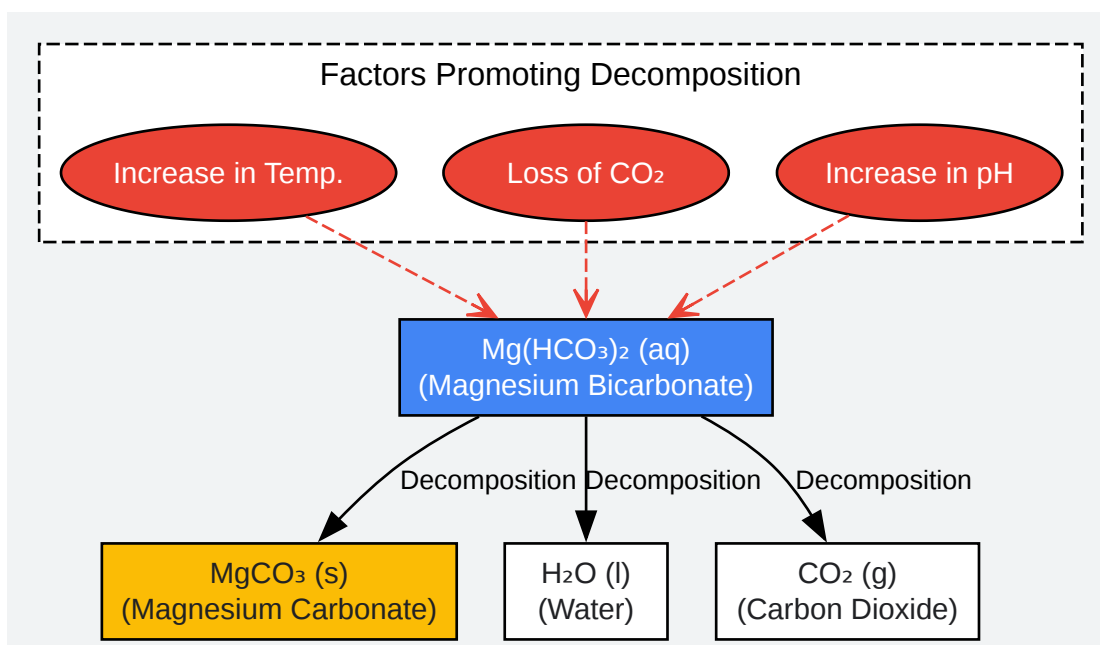 Factors Promoting Decomposition
Increase in Temp.
Loss of CO₂
Increase in pH
Mg(HCO₃)₂ (aq)
(Magnesium Bicarbonate)
Decomposition
Decomposition
Decomposition
MgCO₃ (s)
(Magnesium Carbonate)
H₂O (l)
(Water)
CO₂ (g)
(Carbon Dioxide)